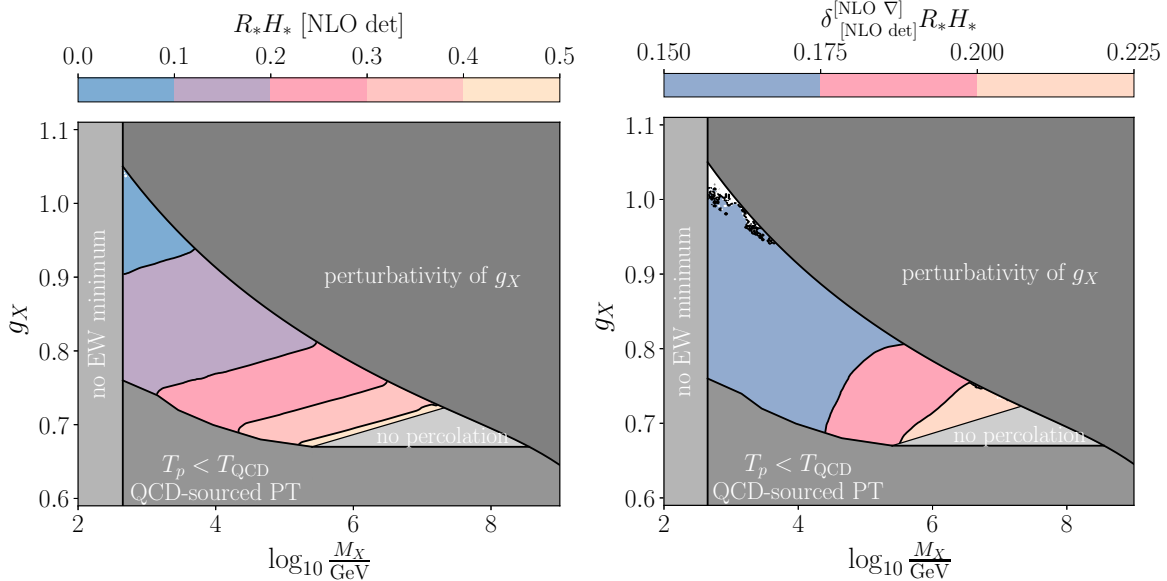 R_*H_* [NLO det]
0.0 0.1 0.2 0.3 0.4 0.5
1.1
1.0
0.9
0.8
0.7
0.6
g_X
no EW minimum
perturbativity of g_X
no percolation
T_p < T_QCD
QCD-sourced PT
2 4 6 8
log_10 M_X/GeV
δ^[NLO ∇]_[NLO det] R_*H_*
0.150 0.175 0.200 0.225
1.1
1.0
0.9
0.8
0.7
0.6
g_X
no EW minimum
perturbativity of g_X
no percolation
T_p < T_QCD
QCD-sourced PT
2 4 6 8
log_10 M_X/GeV